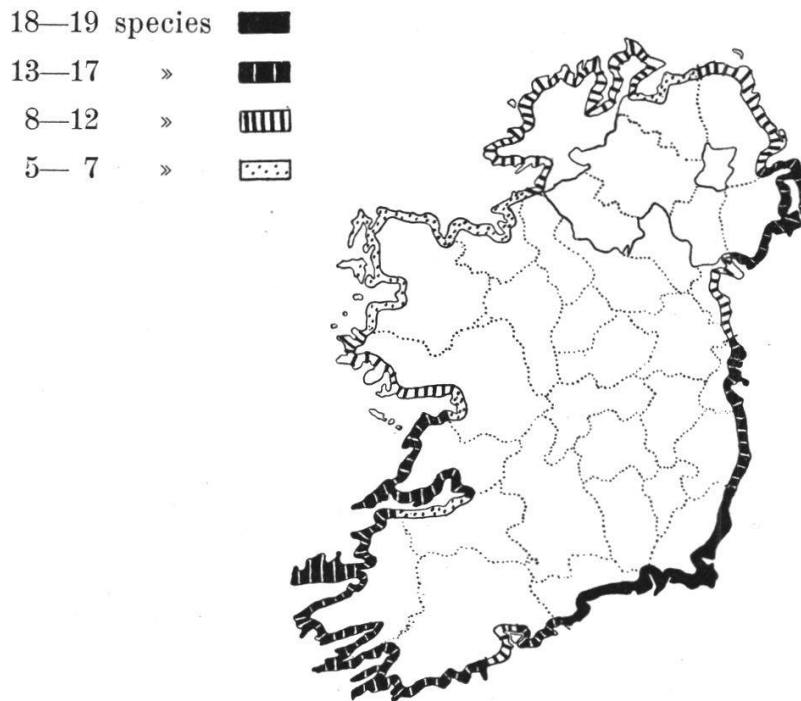 18—19 species
13—17 »
8—12 »
5— 7 »